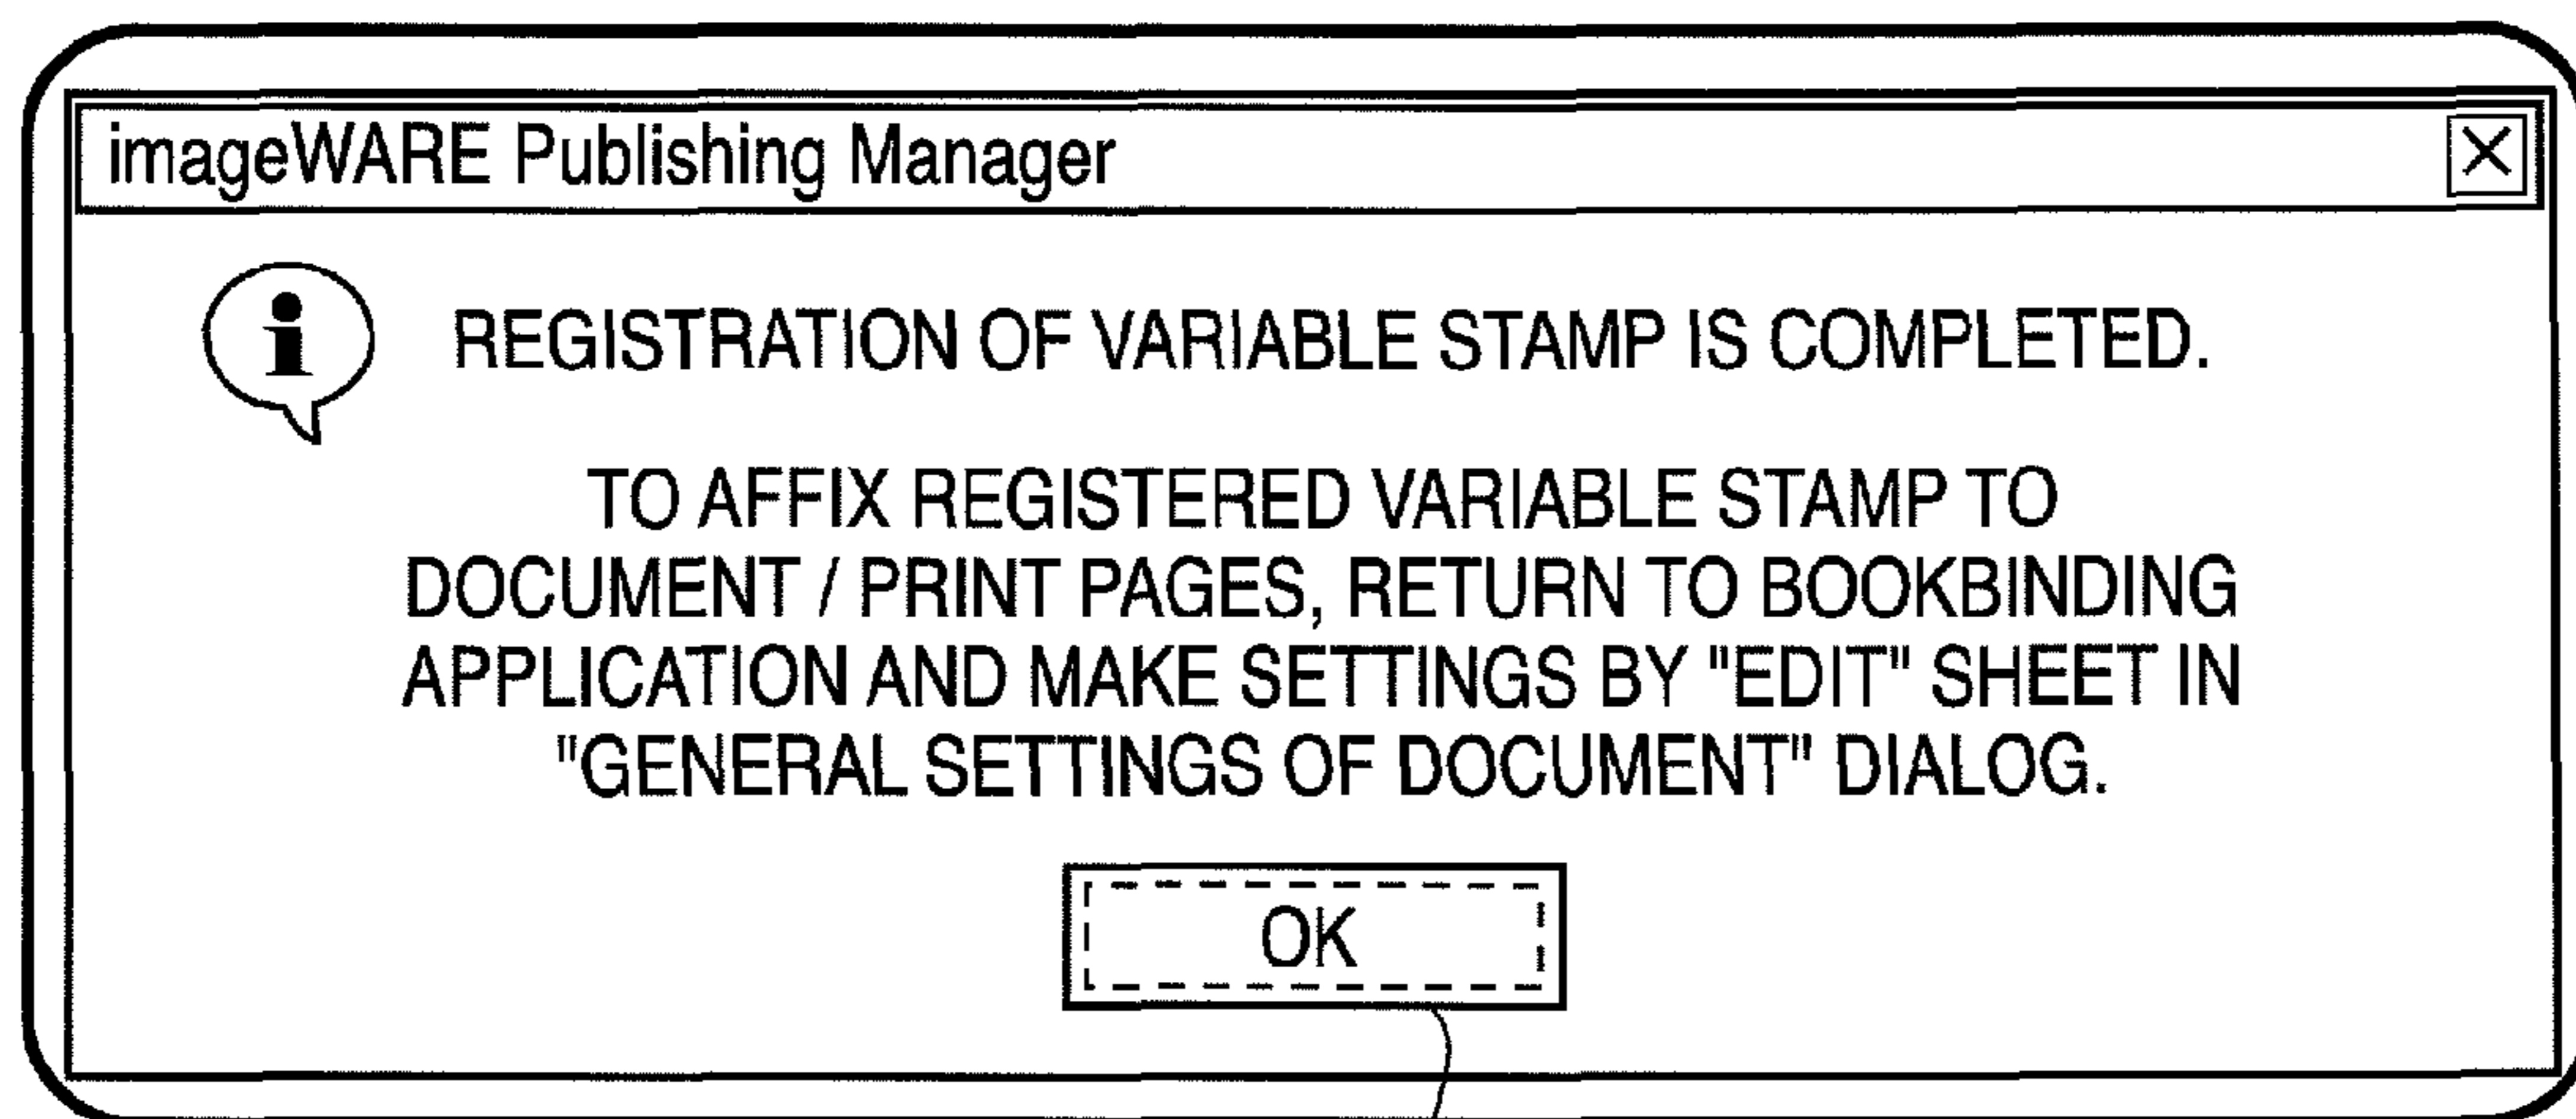 imageWARE Publishing Manager
REGISTRATION OF VARIABLE STAMP IS COMPLETED.
TO AFFIX REGISTERED VARIABLE STAMP TO
DOCUMENT / PRINT PAGES, RETURN TO BOOKBINDING
APPLICATION AND MAKE SETTINGS BY "EDIT" SHEET IN
"GENERAL SETTINGS OF DOCUMENT" DIALOG.
OK